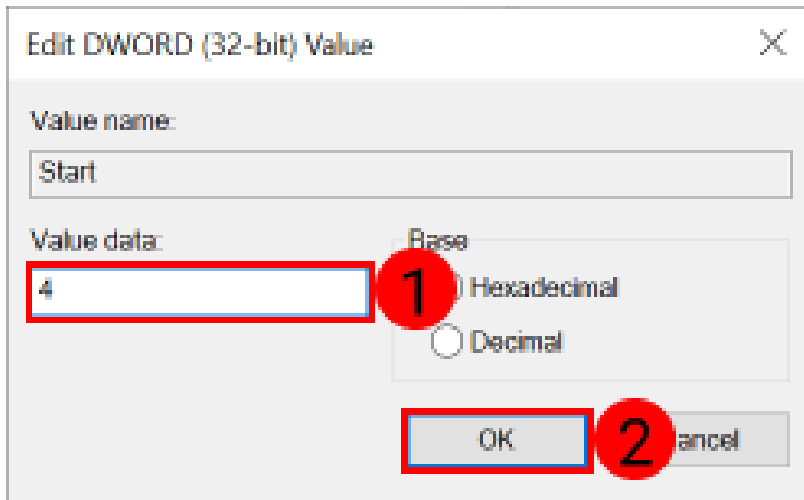 Edit DWORD (32-bit) Value
Value name:
Start
Value data:
Base
4
1
Hexadecimal
Decimal
OK
2
ancel